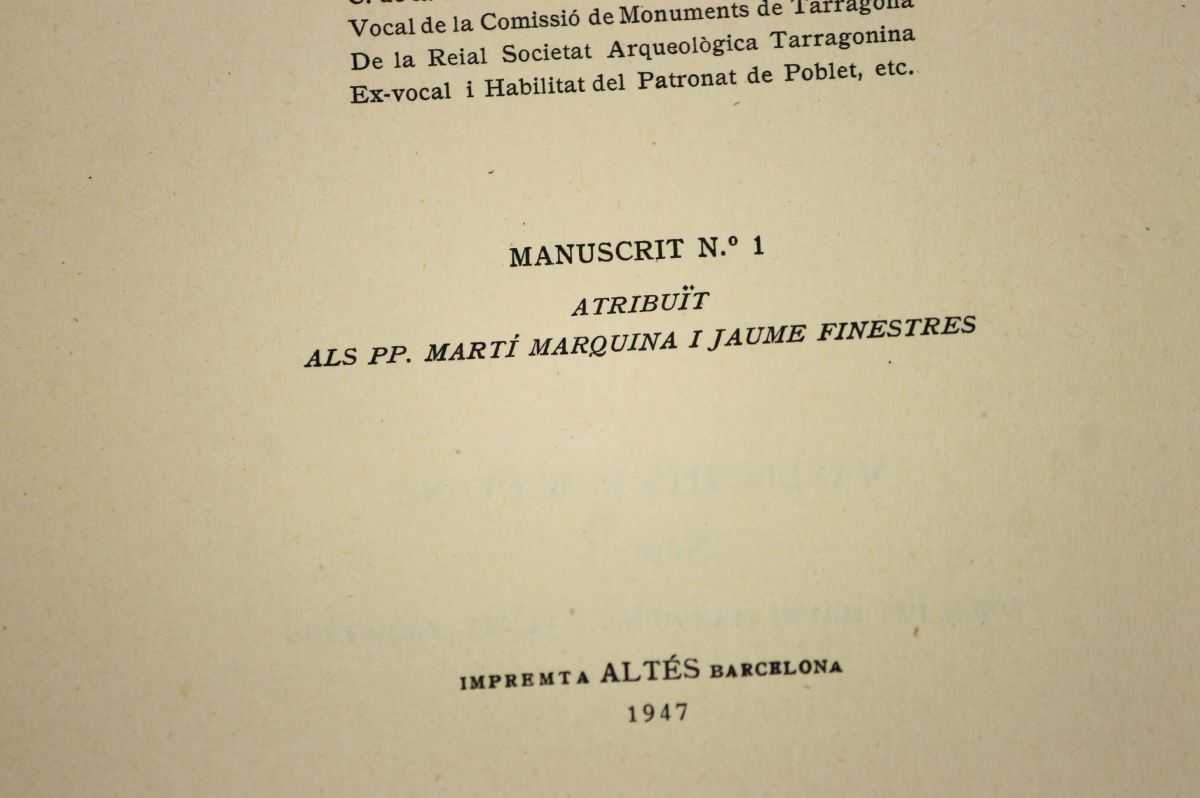 Vocal de la Comissió de Monuments de Tarragona
De la Reial Societat Arqueològica Tarragonina
Ex-vocal i Habilitat del Patronat de Poblet, etc.
MANUSCRIT N.º 1
ATRIBUÏT
ALS PP. MARTÍ MARQUINA I JAUME FINESTRES
IMPREMTA ALTÉS BARCELONA
1947